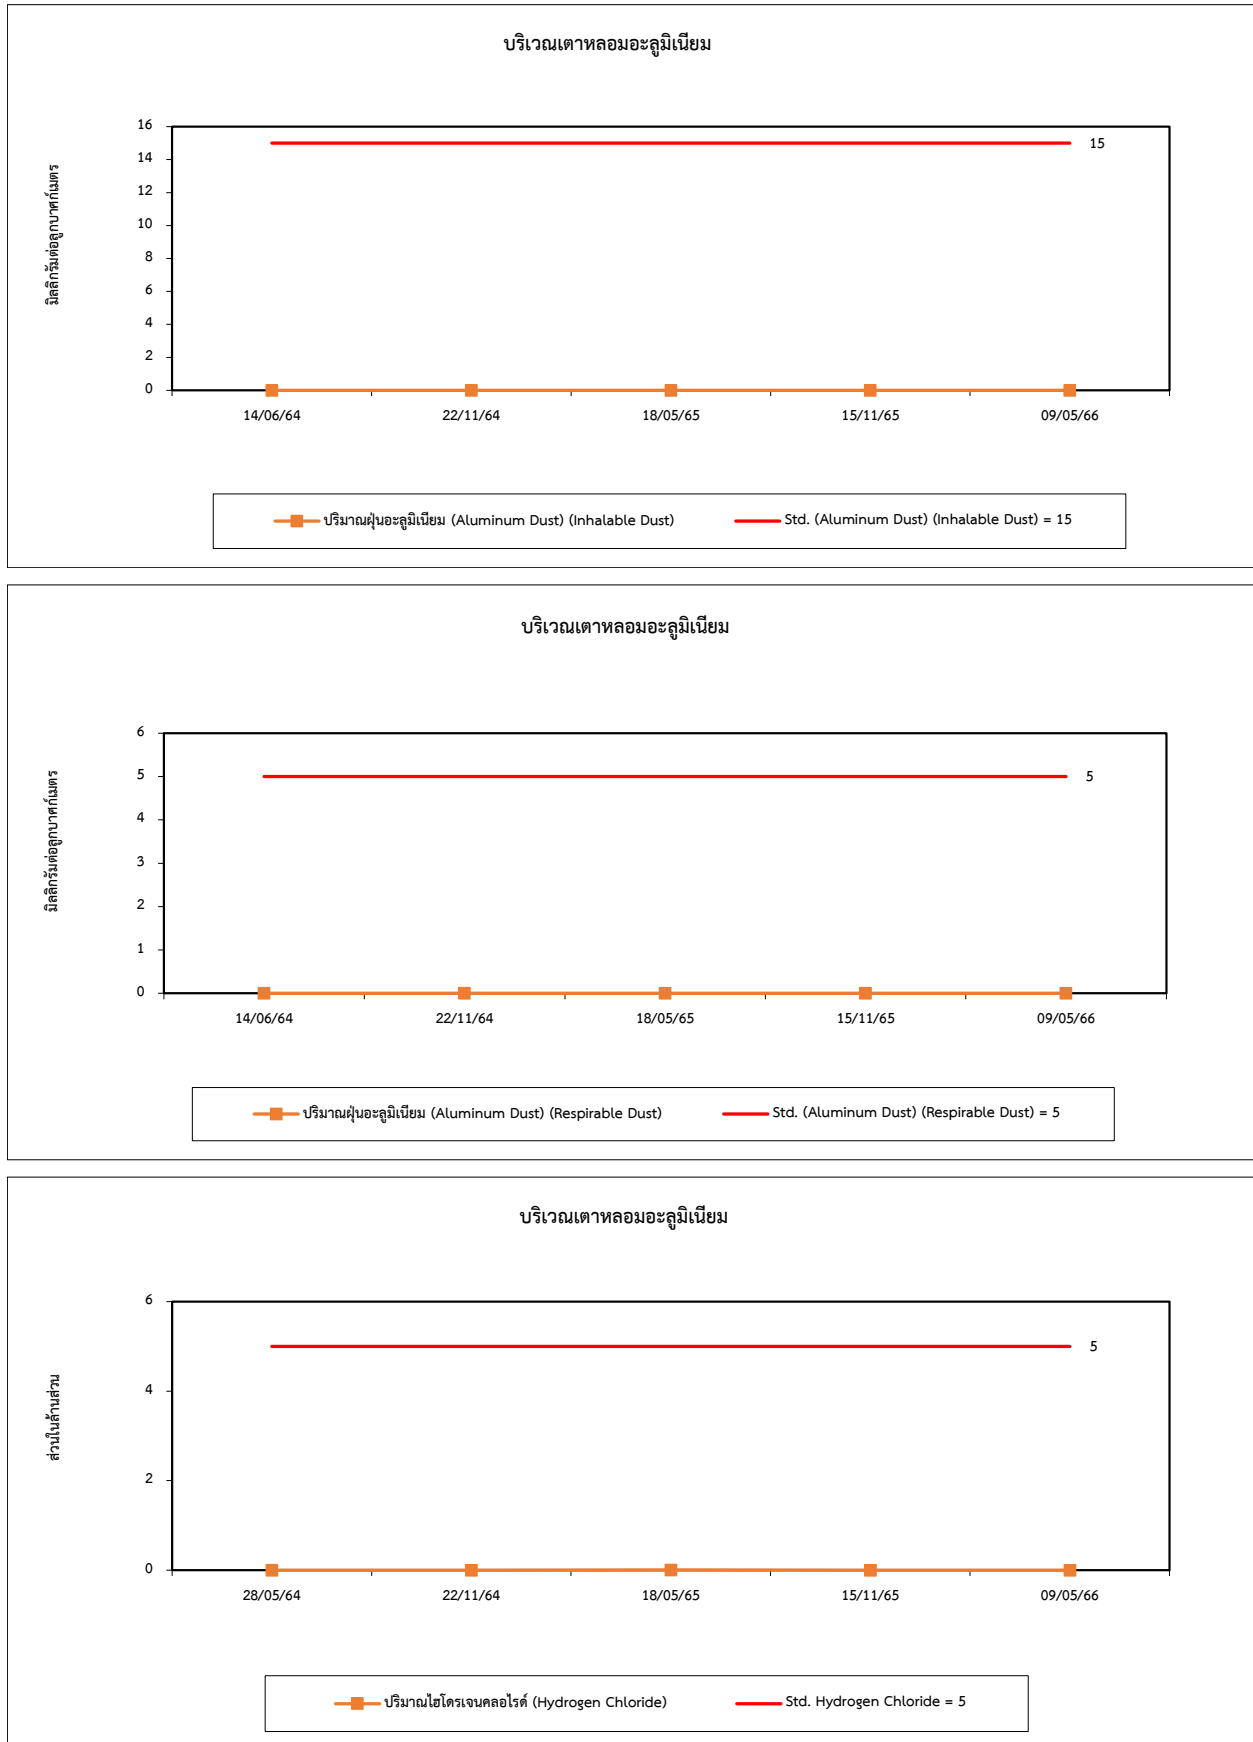 บริเวณเตาหลอมอะลูมิเนียม
มิลลิกรัมต่อลูกบาศก์เมตร
16
14
12
10
8
6
4
2
0
15
14/06/64 22/11/64 18/05/65 15/11/65 09/05/66
ปริมาณฝุ่นอะลูมิเนียม (Aluminum Dust) (Inhalable Dust) Std. (Aluminum Dust) (Inhalable Dust) = 15
บริเวณเตาหลอมอะลูมิเนียม
มิลลิกรัมต่อลูกบาศก์เมตร
6
5
4
3
2
1
0
5
14/06/64 22/11/64 18/05/65 15/11/65 09/05/66
ปริมาณฝุ่นอะลูมิเนียม (Aluminum Dust) (Respirable Dust) Std. (Aluminum Dust) (Respirable Dust) = 5
บริเวณเตาหลอมอะลูมิเนียม
ส่วนในล้านส่วน
6
4
2
0
5
28/05/64 22/11/64 18/05/65 15/11/65 09/05/66
ปริมาณไฮโดรเจนคลอไรด์ (Hydrogen Chloride) Std. Hydrogen Chloride = 5